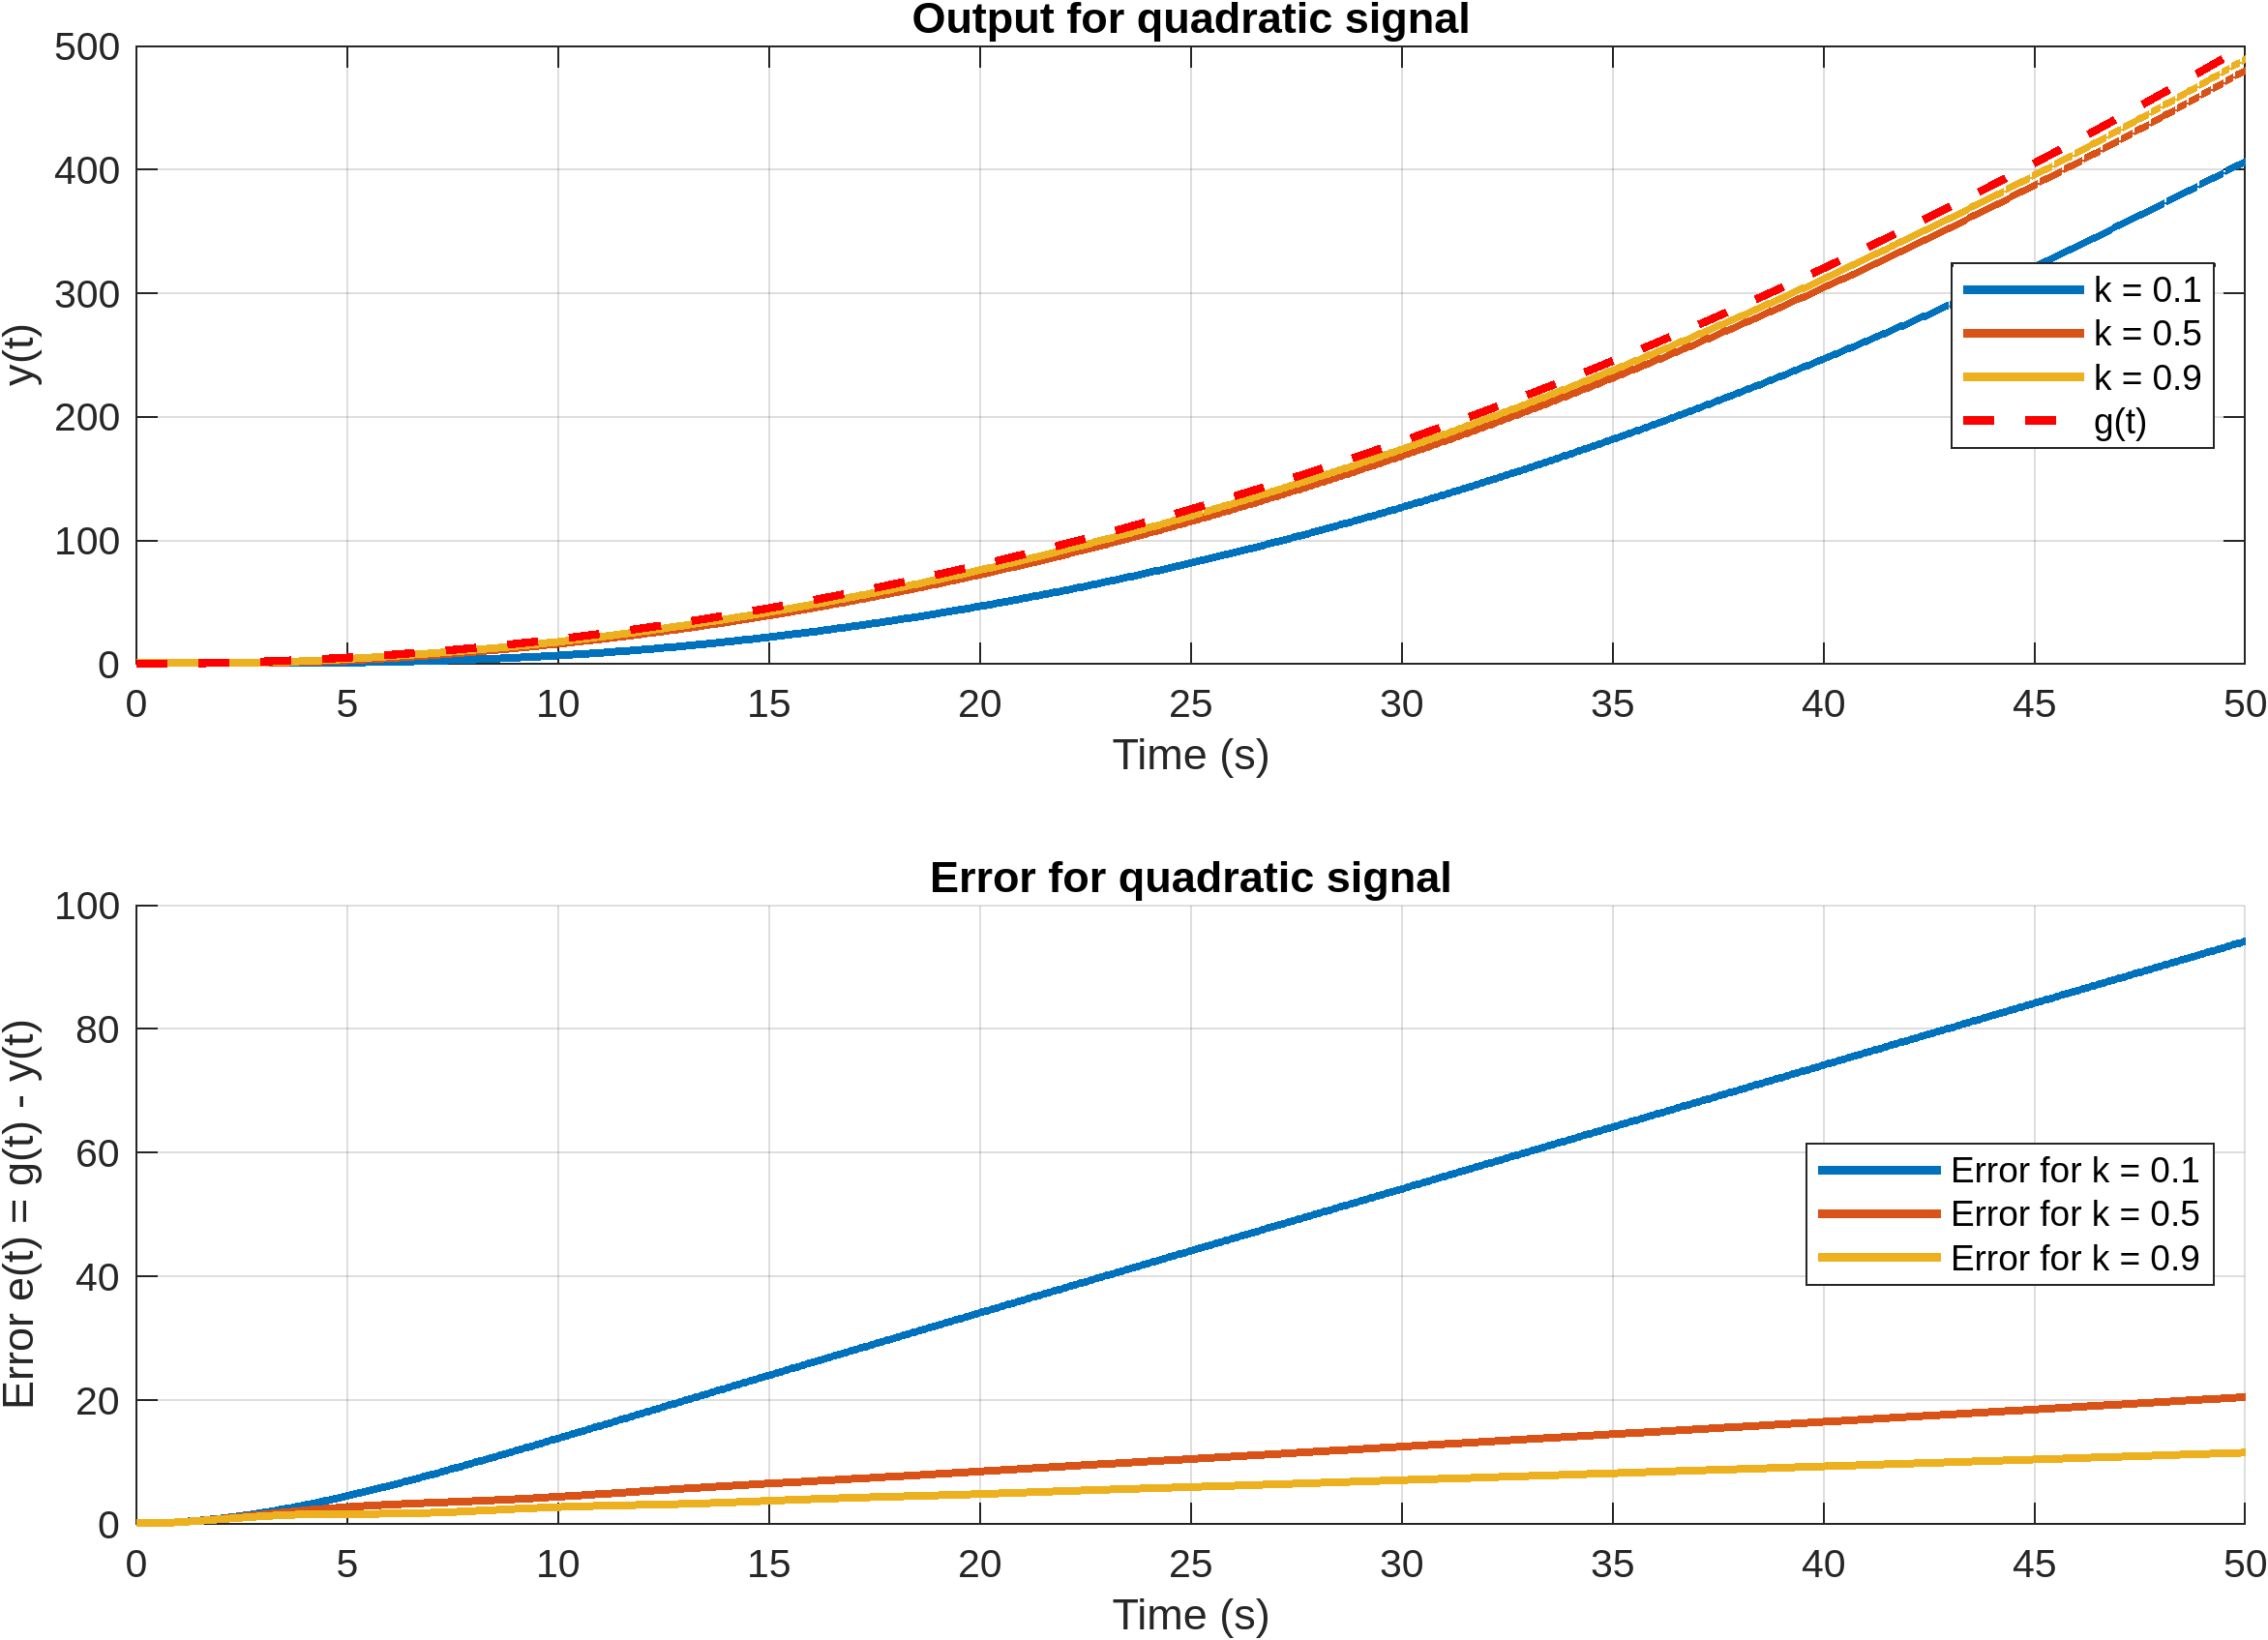 Output for quadratic signal
500
400
300
200
100
0
y(t)
k = 0.1
k = 0.5
k = 0.9
g(t)
0 5 10 15 20 25 30 35 40 45 50
Time (s)
Error for quadratic signal
100
80
60
40
20
0
Error e(t) = g(t) - y(t)
Error for k = 0.1
Error for k = 0.5
Error for k = 0.9
0 5 10 15 20 25 30 35 40 45 50
Time (s)